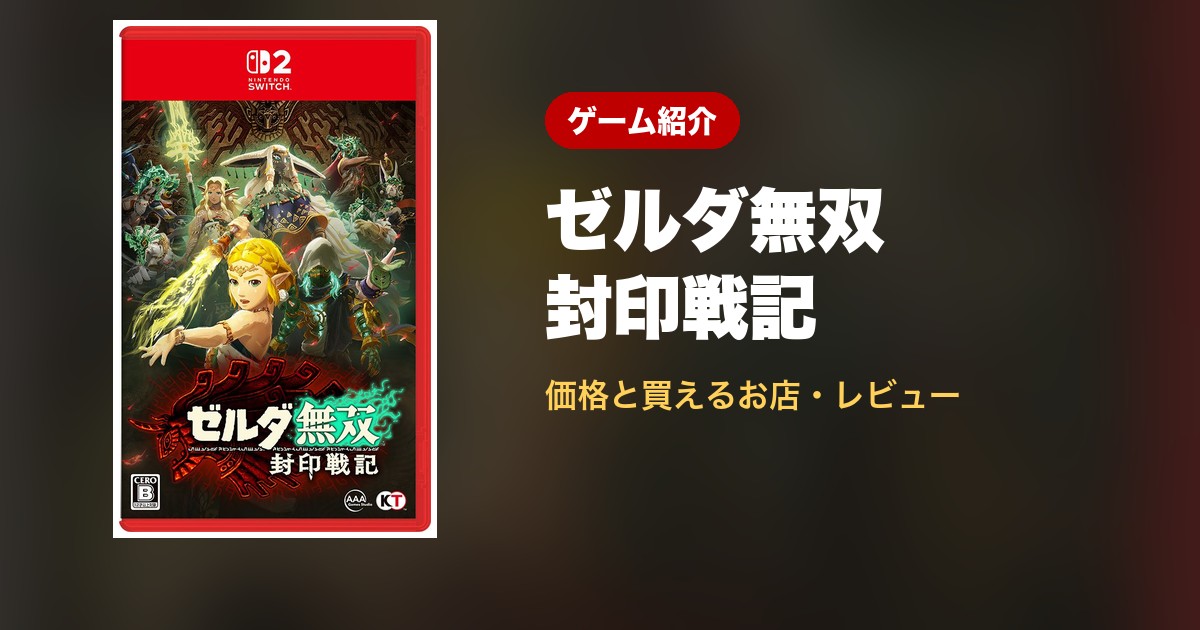 2
NINTENDO
SWITCH.
ゼルダ無双
封印戦記
CERO
B
AAA
Games Studio
KT
ゲーム紹介
ゼルダ無双
封印戦記
価格と買えるお店・レビュー